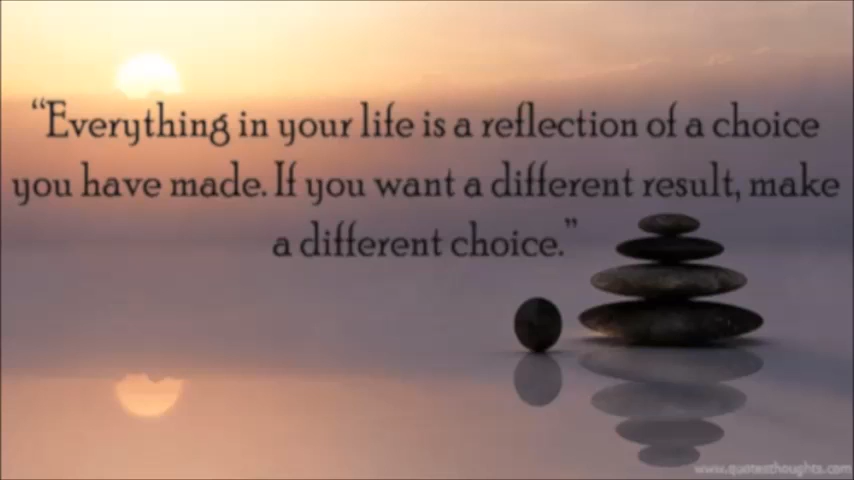 “Everything in your life is a reflection of a choice
you have made. If you want a different result, make
a different choice.”
www.quotesthoughts.com